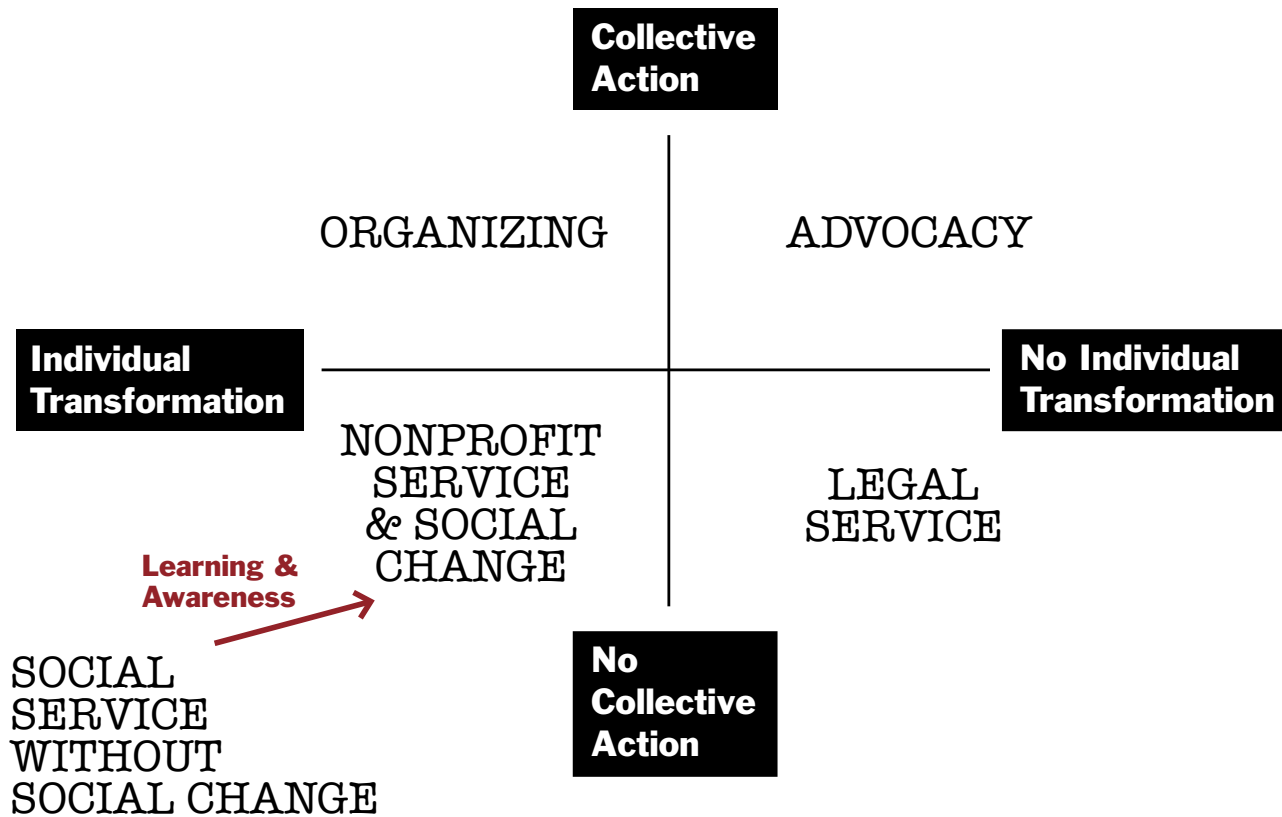 Collective
Action
ORGANIZING
ADVOCACY
Individual
Transformation
No Individual
Transformation
NONPROFIT
SERVICE
& SOCIAL
CHANGE
LEGAL
SERVICE
Learning &
Awareness
SOCIAL
SERVICE
WITHOUT
SOCIAL CHANGE
No
Collective
Action